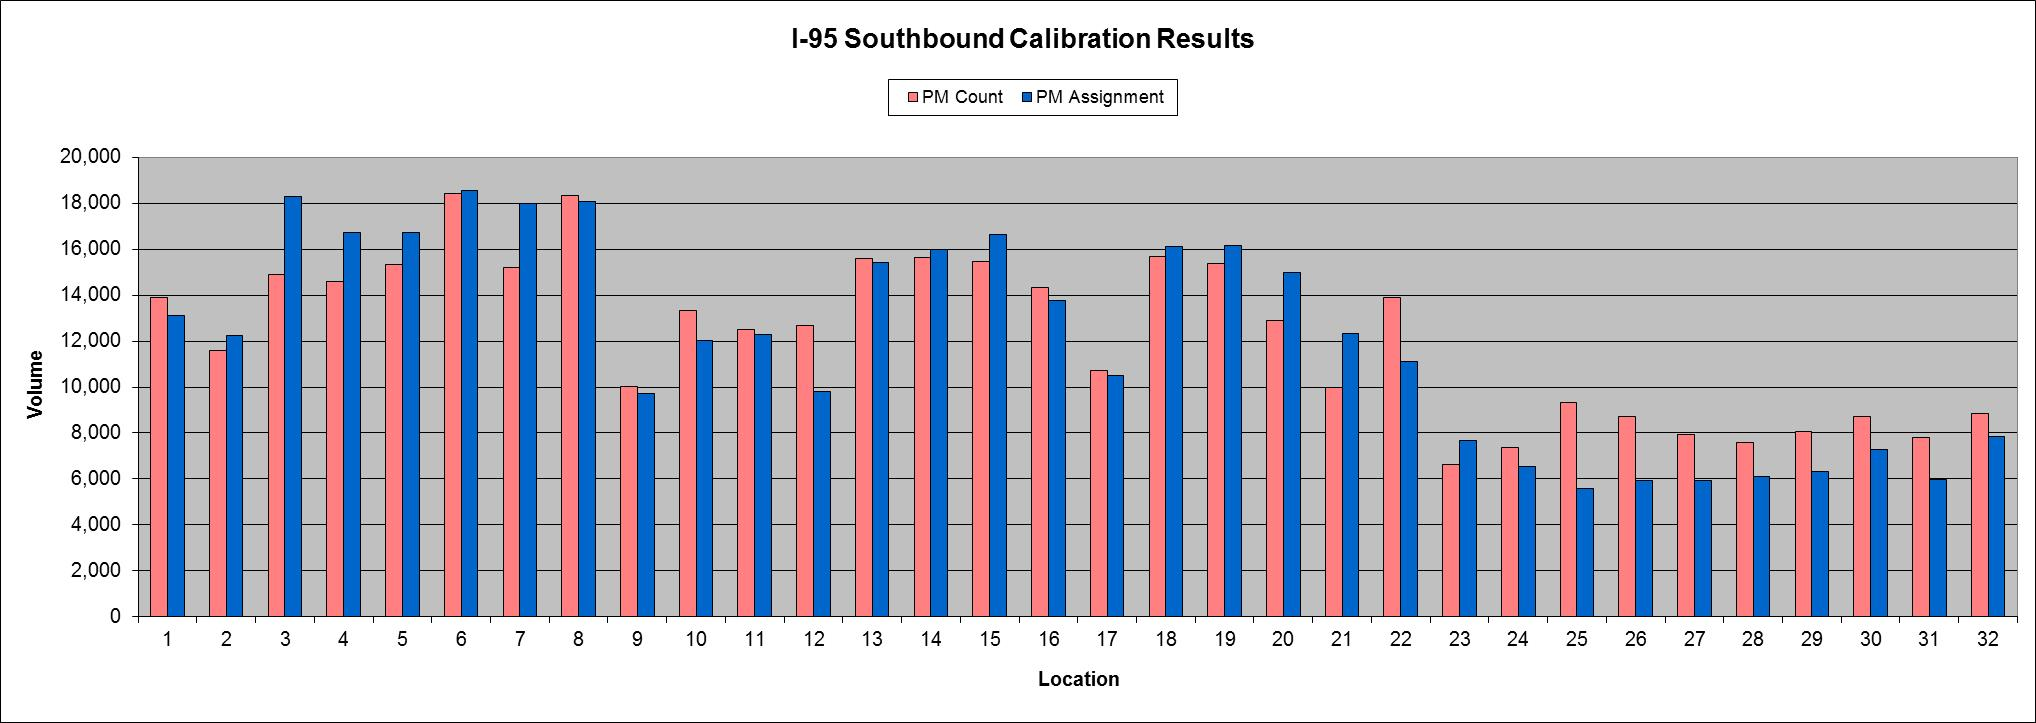 I-95 Southbound Calibration Results
PM Count PM Assignment
20,000
18,000
16,000
14,000
12,000
10,000
8,000
6,000
4,000
2,000
0
Volume
1 2 3 4 5 6 7 8 9 10 11 12 13 14 15 16 17 18 19 20 21 22 23 24 25 26 27 28 29 30 31 32
Location